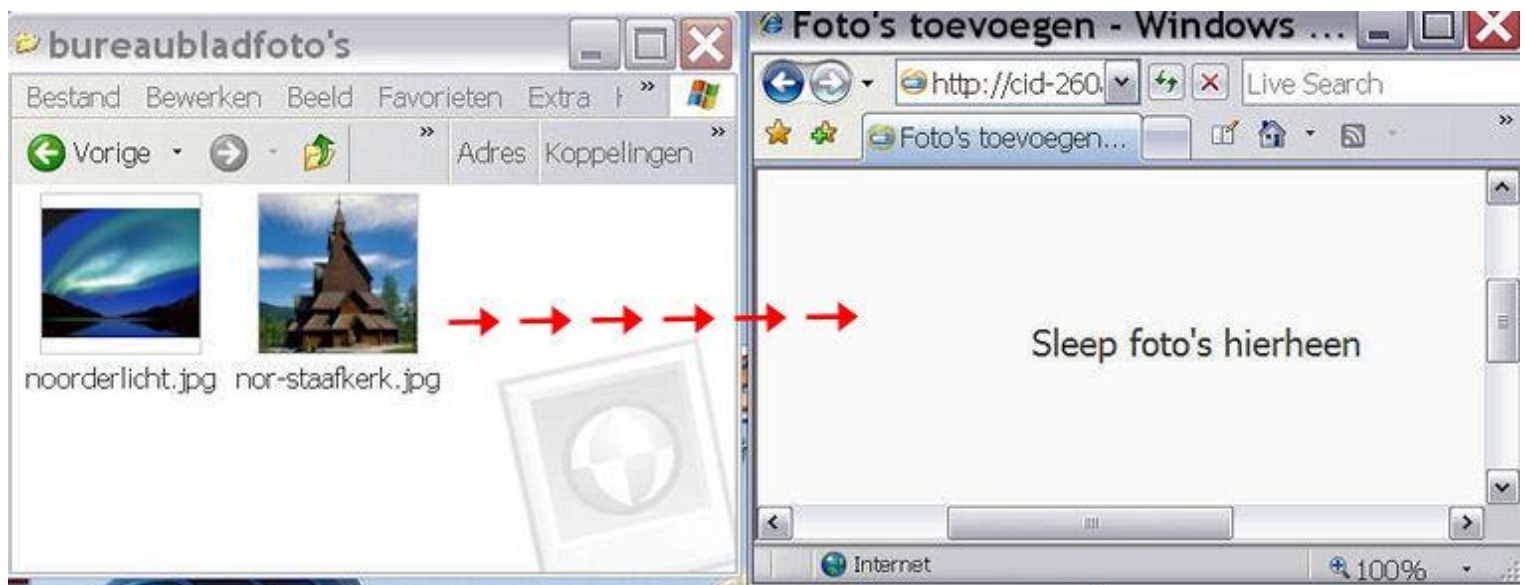 bureaubladfoto's
Bestand Bewerken Beeld Favorieten Extra »
Vorige » Adres Koppelingen »
noorderlicht.jpg nor-staafkerk.jpg
Foto's toevoegen - Windows ...
http://cid-260. Live Search
Foto's toevoegen... »
Sleep foto's hierheen
Internet 100%